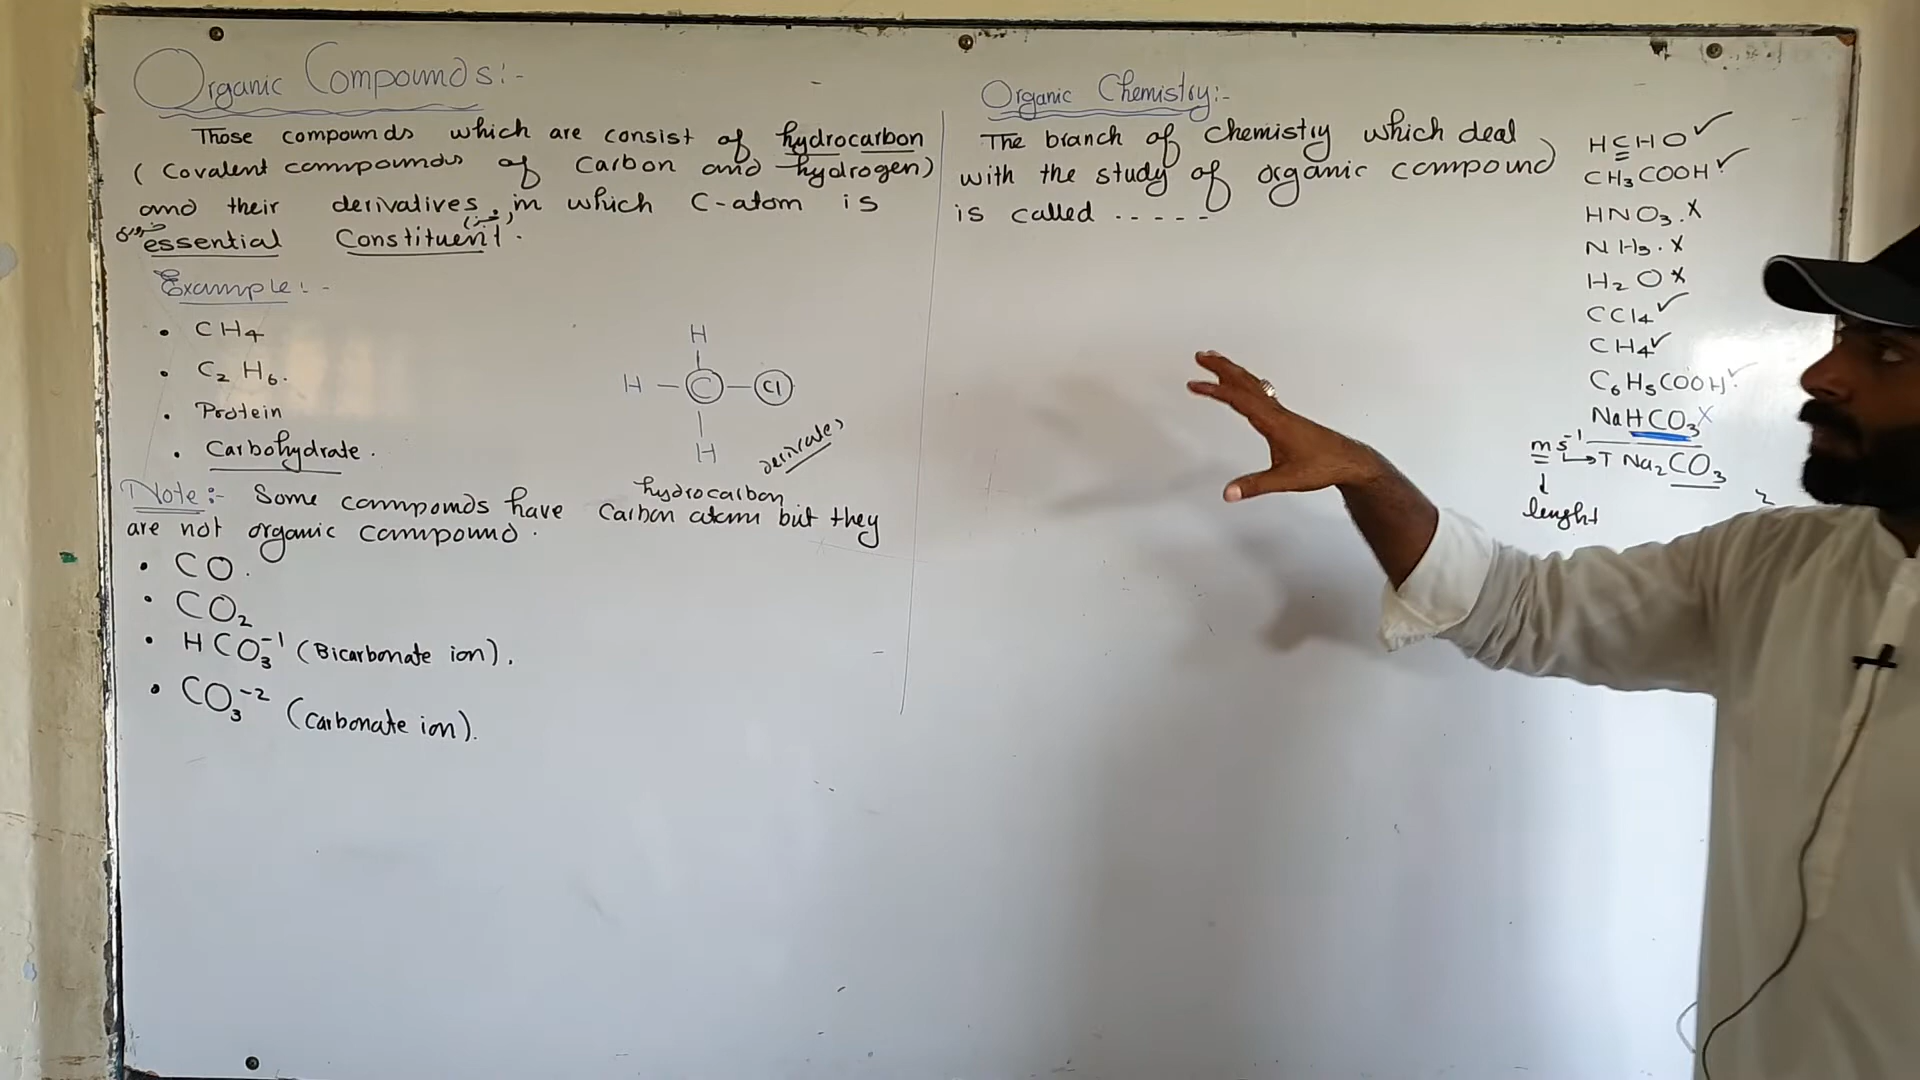 Organic Compounds:-
Those compounds which are consist of hydrocarbon
(Covalent compounds of Carbon and hydrogen)
and their derivatives, in which C-atom is
essential Constituent.
Example:-
• CH4
• C2H6.
• Protein
• Carbohydrate.
H
H - C - Cl
H
derivates
hydrocarbon
Note:- Some compounds have Carbon atom but they
are not organic compound.
• CO.
• CO2
• HCO3-1 (Bicarbonate ion).
• CO3-2 (Carbonate ion).
Organic Chemistry:-
The branch of chemistry which deal
with the study of organic compound
is called -----
HCHO ✓
CH3COOH ✓
HNO3. X
NH3. X
H2O X
CCl4 ✓
CH4 ✓
C6H5COOH ✓
NaHCO3 X
m s-1
T Na2CO3
lenght